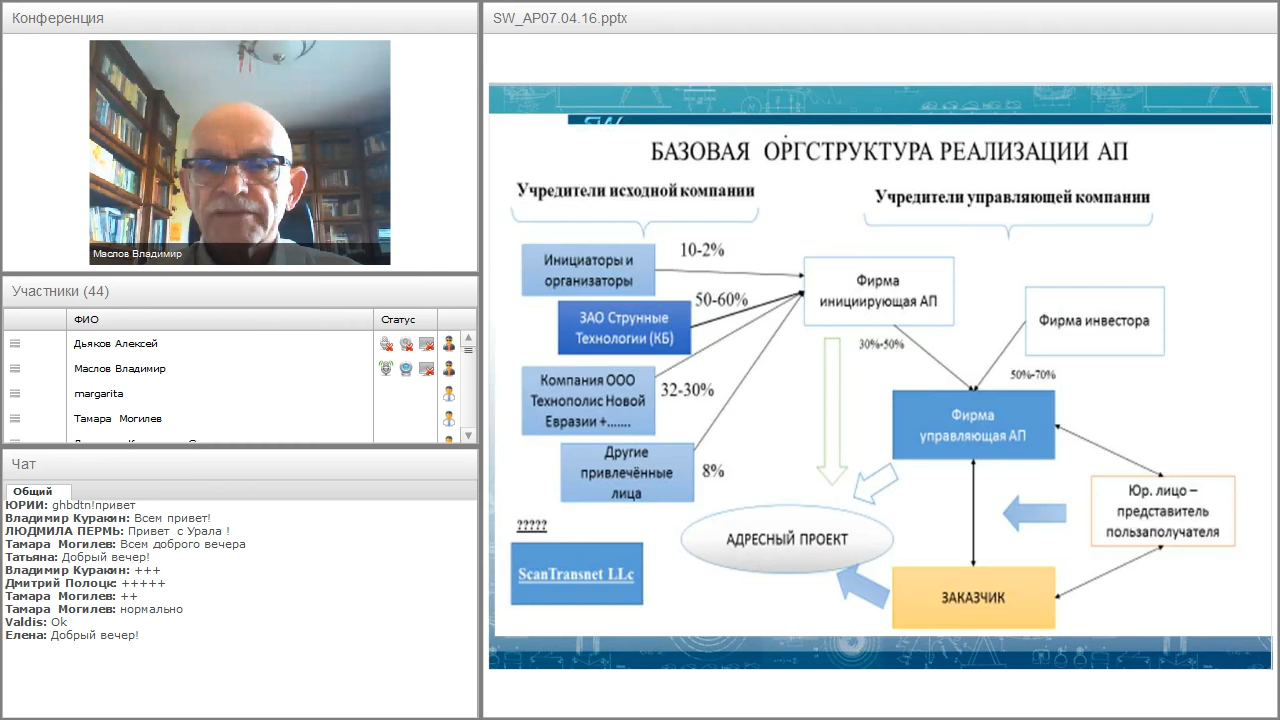 Конференция
Маслов Владимир
Участники (44)
ФИО
Статус
Дьяков Алексей
Маслов Владимир
margarita
Тамара Могилев
Чат
Общий
ЮРИЙ: ghbdtn!привет
Владимир Куракин: Всем привет!
ЛЮДМИЛА ПЕРМЬ: Привет с Урала !
Тамара Могилев: Всем доброго вечера
Татьяна: Добрый вечер!
Владимир Куракин: +++
Дмитрий Полоцк: +++++
Тамара Могилев: ++
Тамара Могилев: нормально
Valdis: Ok
Елена: Добрый вечер!
SW_AP07.04.16.pptx
БАЗОВАЯ ОРГСТРУКТУРА РЕАЛИЗАЦИИ АП
Учредители исходной компании
Учредители управляющей компании
Инициаторы и
организаторы
10-2%
ЗАО Струнные
Технологии (КБ)
50-60%
Компания ООО
Технополис Новой
Евразии +.......
32-30%
Другие
привлечённые
лица
8%
Фирма
инициирующая АП
30%-50%
Фирма инвестора
50%-70%
Фирма
управляющая АП
Юр. лицо –
представитель
пользаполучателя
АДРЕСНЫЙ ПРОЕКТ
ЗАКАЗЧИК
?????
ScanTransnet LLc